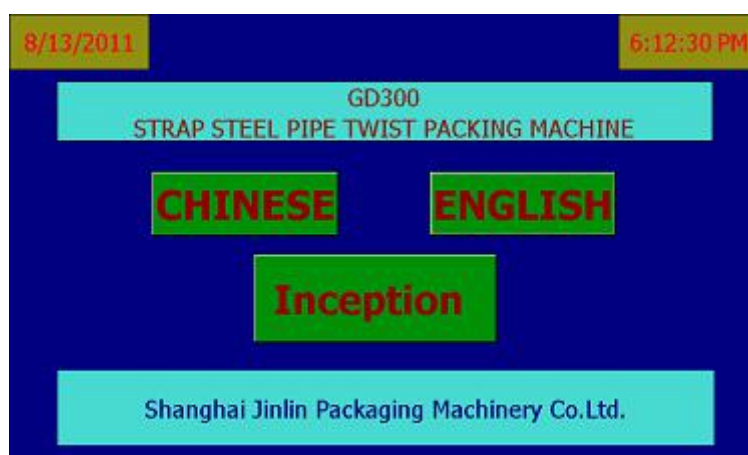 8/13/2011
6:12:30 PM
GD300
STRAP STEEL PIPE TWIST PACKING MACHINE
CHINESE
ENGLISH
Inception
Shanghai Jinlin Packaging Machinery Co.Ltd.